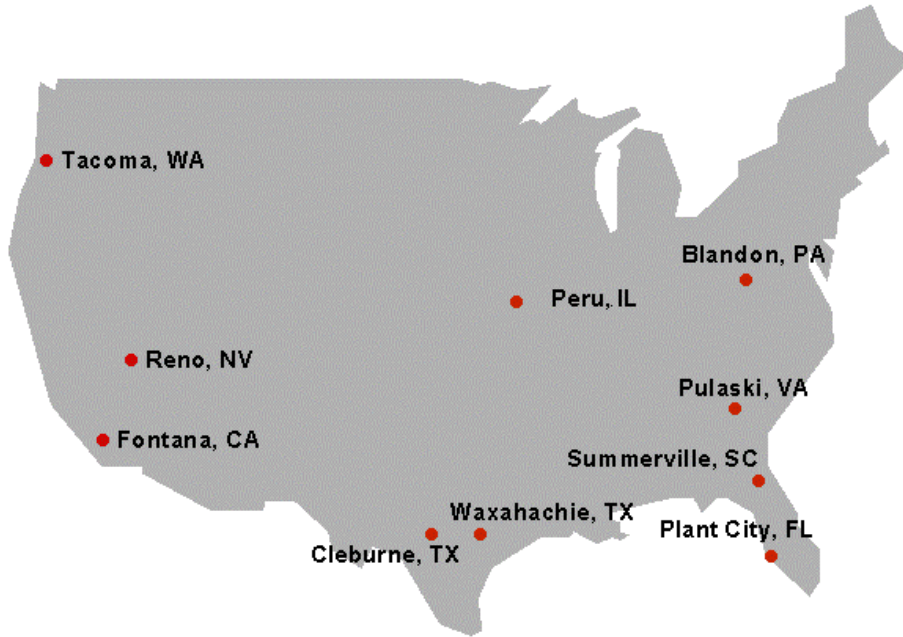 Tacoma, WA
Blandon, PA
Peru, IL
Reno, NV
Pulaski, VA
Fontana, CA
Summerville, SC
Waxahachie, TX
Plant City, FL
Cleburne, TX